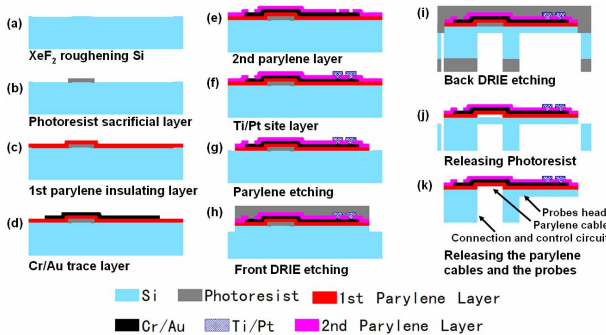 (a)
XeF2 roughening Si
(b)
Photoresist sacrificial layer
(c)
1st parylene insulating layer
(d)
Cr/Au trace layer
(e)
2nd parylene layer
(f)
Ti/Pt site layer
(g)
Parylene etching
(h)
Front DRIE etching
(i)
Back DRIE etching
(j)
Releasing Photoresist
(k)
Probes head
Parylene cable
Connection and control circuit
Releasing the parylene
cables and the probes
Si
Photoresist
1st Parylene Layer
Cr/Au
Ti/Pt
2nd Parylene Layer